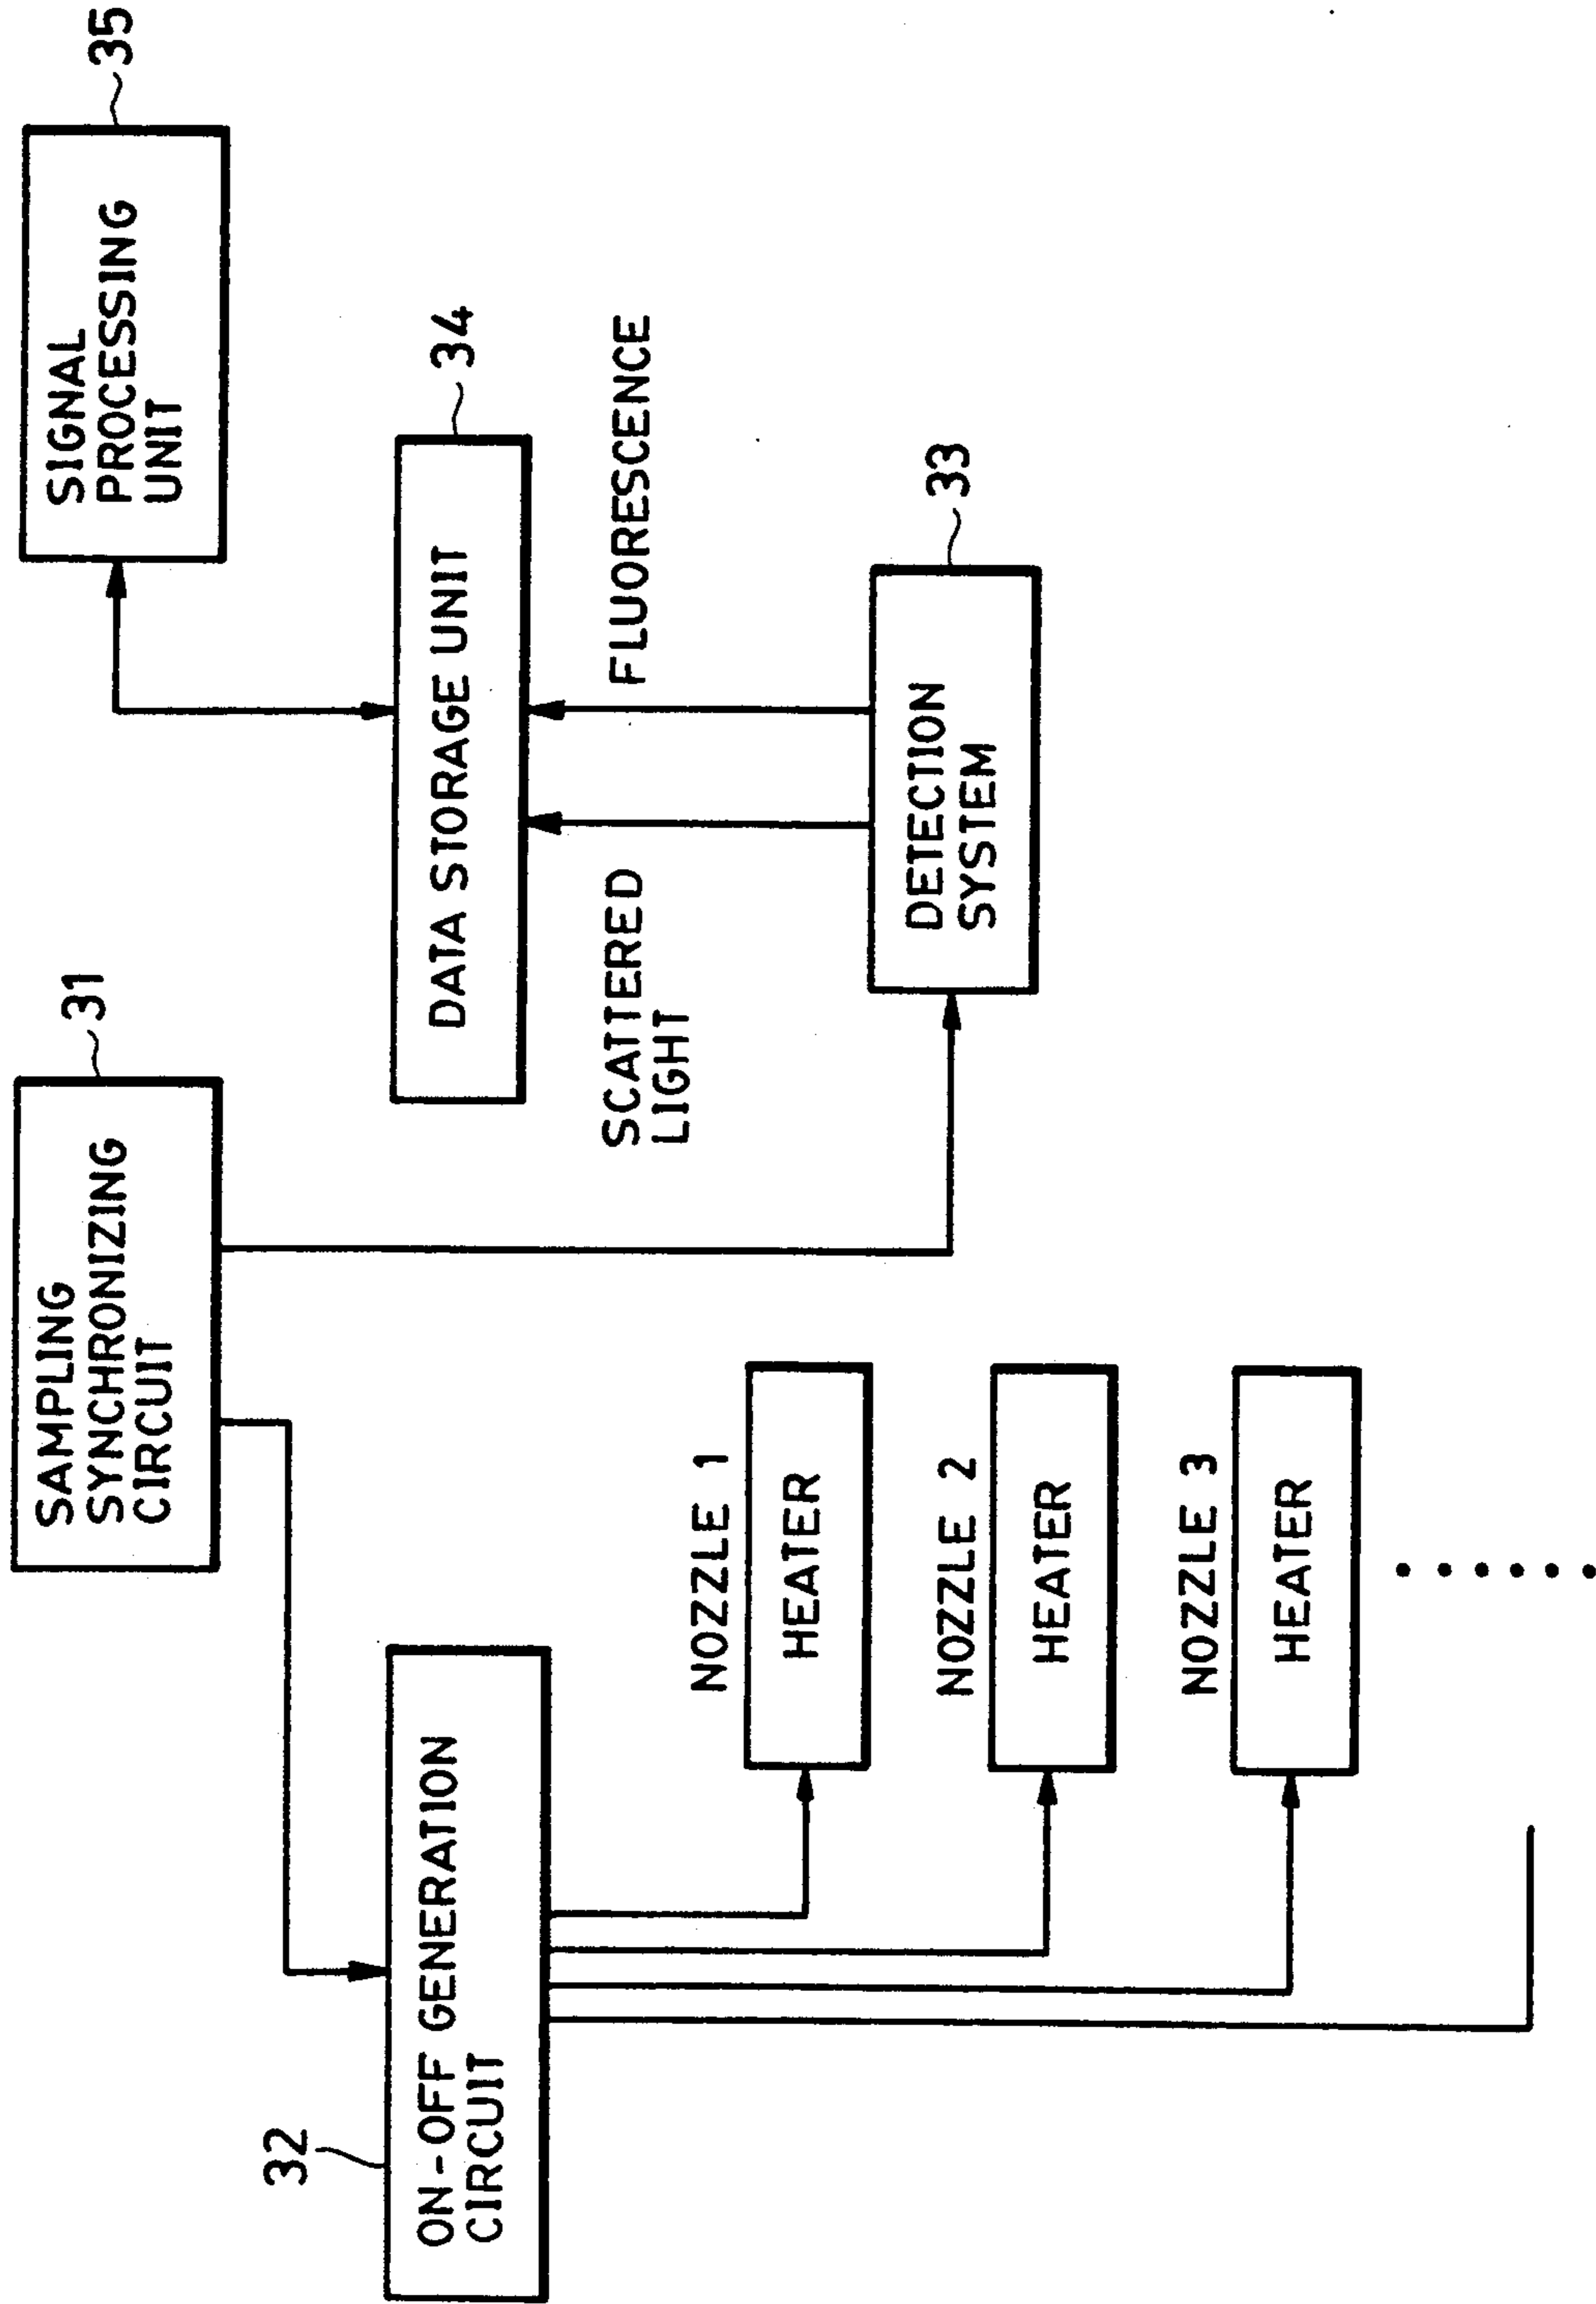 31
SAMPLING
SYNCHRONIZING
CIRCUIT
35
SIGNAL
PROCESSING
UNIT
32
ON-OFF GENERATION
CIRCUIT
34
DATA STORAGE UNIT
SCATTERED
LIGHT
FLUORESCENCE
NOZZLE 1
HEATER
33
DETECTION
SYSTEM
NOZZLE 2
HEATER
NOZZLE 3
HEATER